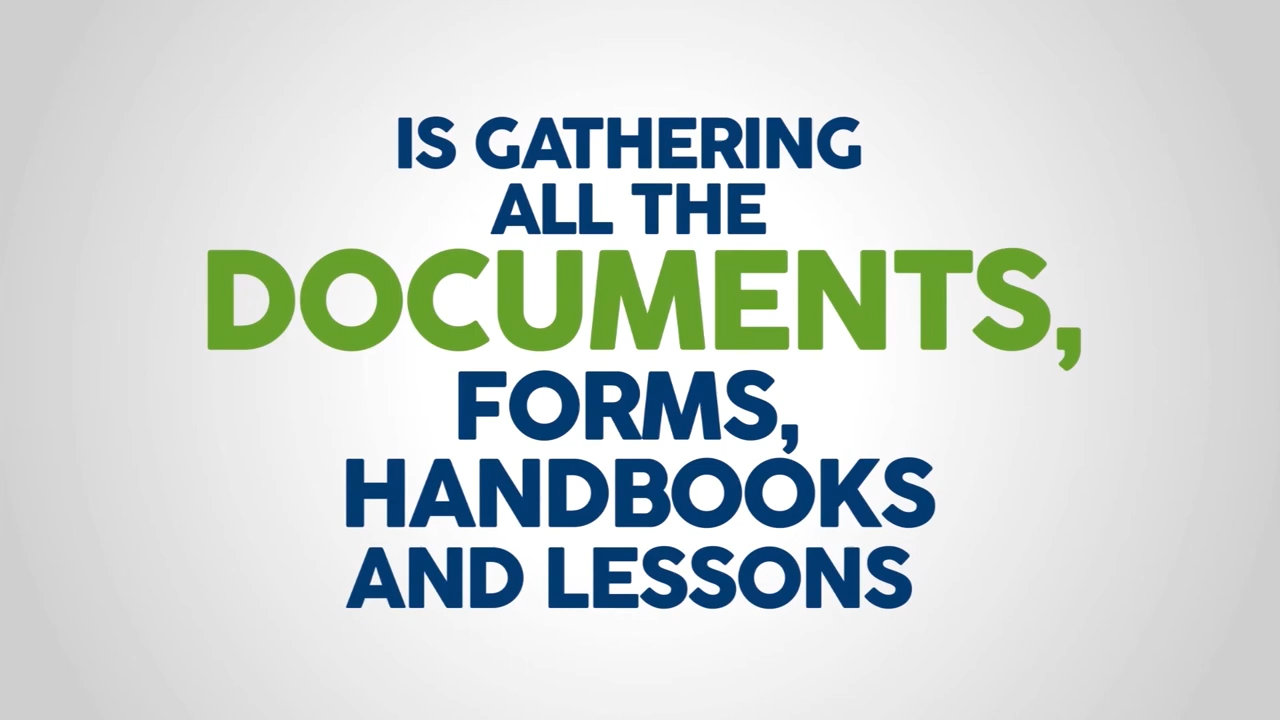 IS GATHERING
ALL THE
DOCUMENTS,
FORMS,
HANDBOOKS
AND LESSONS